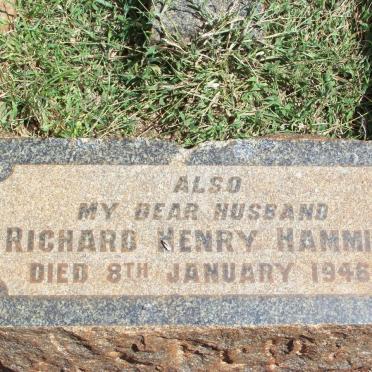 ALSO
MY DEAR HUSBAND
RICHARD HENRY HAMMI
DIED 8TH JANUARY 1946